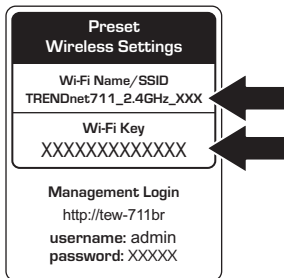 Preset
Wireless Settings
Wi-Fi Name/SSID
TRENDnet711_2.4GHz_XXX
Wi-Fi Key
XXXXXXXXXXXXX
Management Login
http://tew-711br
username: admin
password: XXXXX